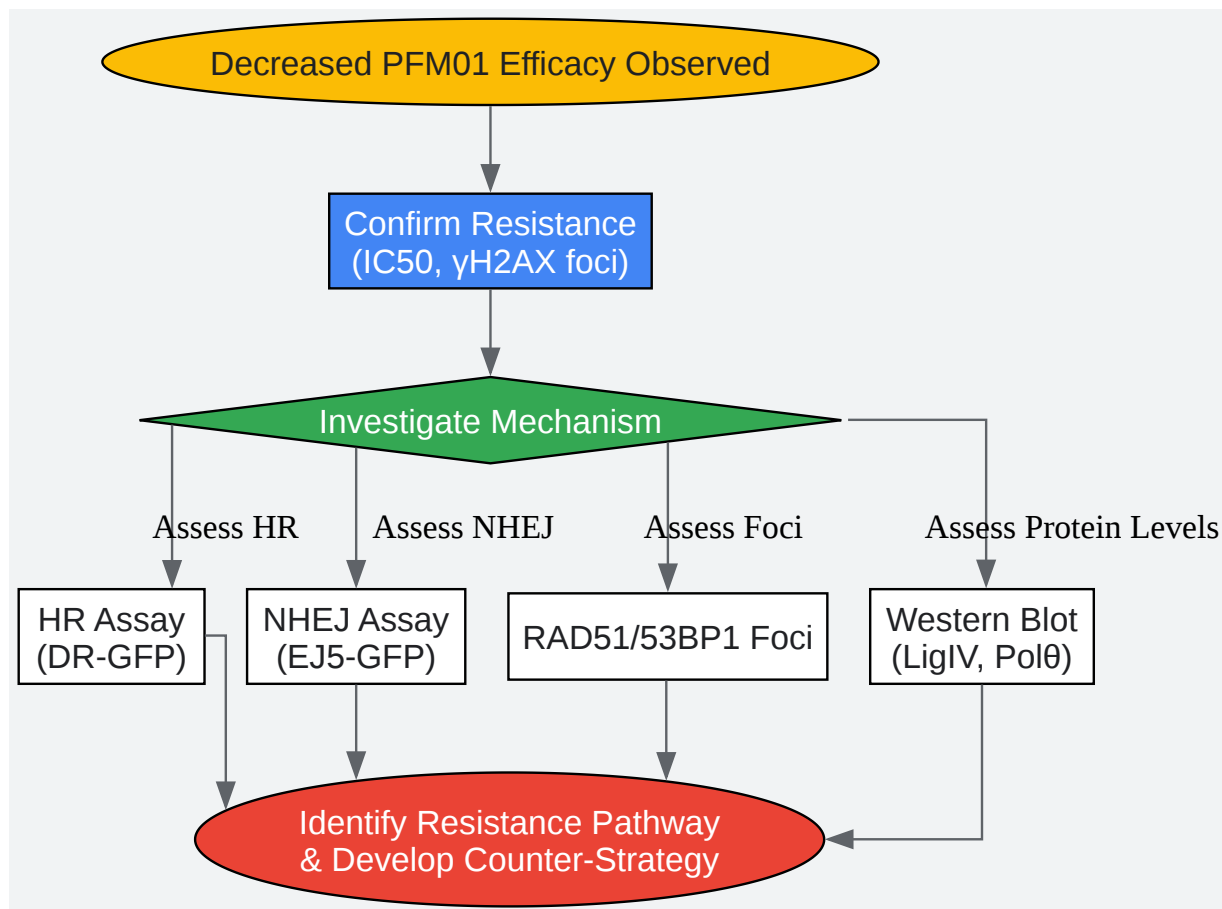 Decreased PFM01 Efficacy Observed
Confirm Resistance
(IC50, γH2AX foci)
Investigate Mechanism
Assess HR
Assess NHEJ
Assess Foci
Assess Protein Levels
HR Assay
(DR-GFP)
NHEJ Assay
(EJ5-GFP)
RAD51/53BP1 Foci
Western Blot
(LigIV, Polθ)
Identify Resistance Pathway
& Develop Counter-Strategy